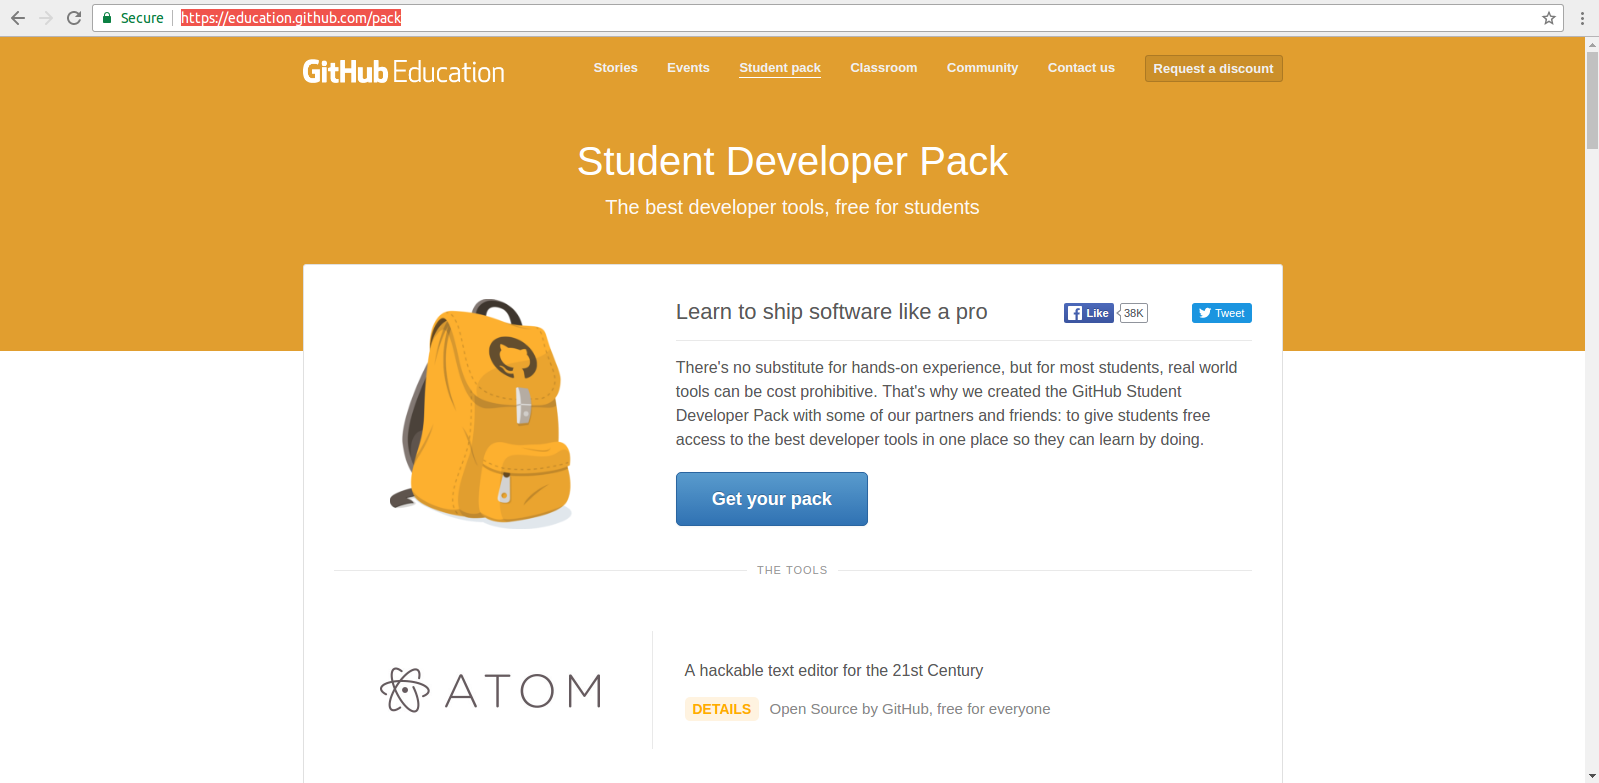 Secure https://education.github.com/pack
GitHub Education
Stories Events Student pack Classroom Community Contact us Request a discount
Student Developer Pack
The best developer tools, free for students
Learn to ship software like a pro
Like 38K Tweet
There's no substitute for hands-on experience, but for most students, real world
tools can be cost prohibitive. That's why we created the GitHub Student
Developer Pack with some of our partners and friends: to give students free
access to the best developer tools in one place so they can learn by doing.
Get your pack
THE TOOLS
ATOM
A hackable text editor for the 21st Century
DETAILS Open Source by GitHub, free for everyone